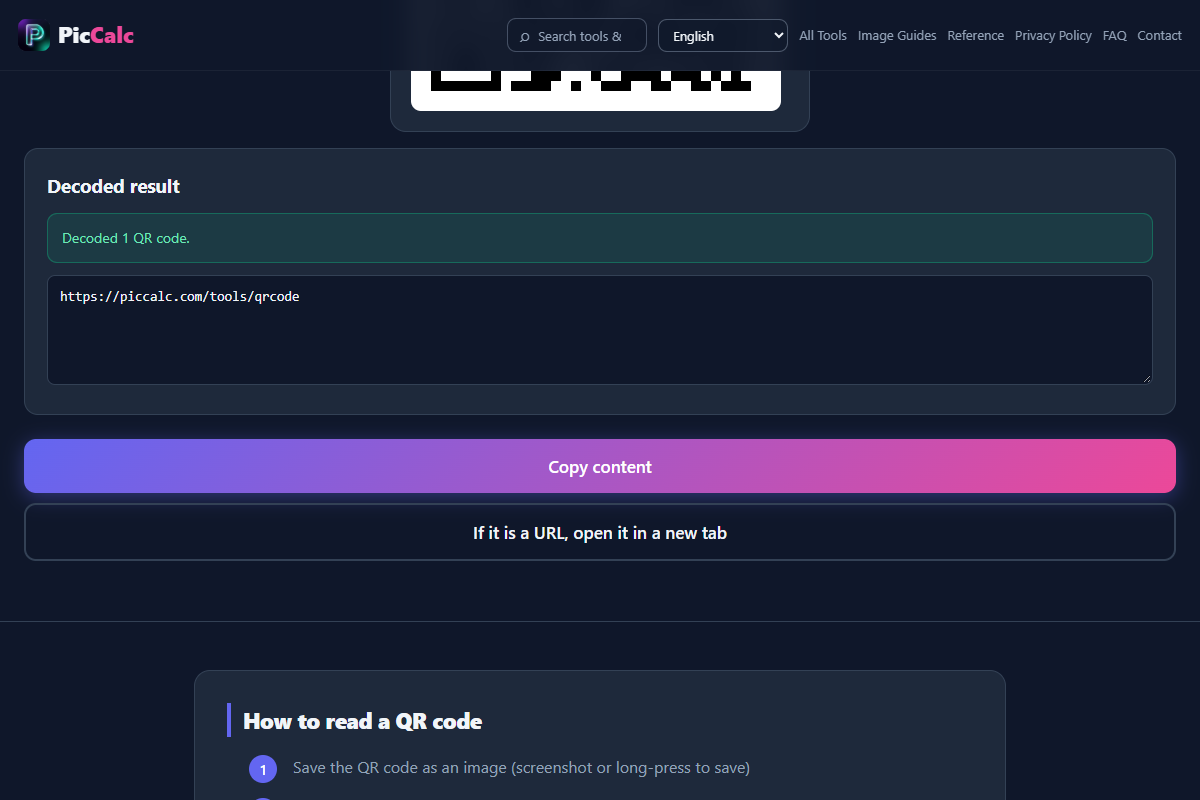 PicCalc
Search tools &
English
All Tools
Image Guides
Reference
Privacy Policy
FAQ
Contact
Decoded result
Decoded 1 QR code.
https://piccalc.com/tools/qrcode
Copy content
If it is a URL, open it in a new tab
How to read a QR code
1 Save the QR code as an image (screenshot or long-press to save)